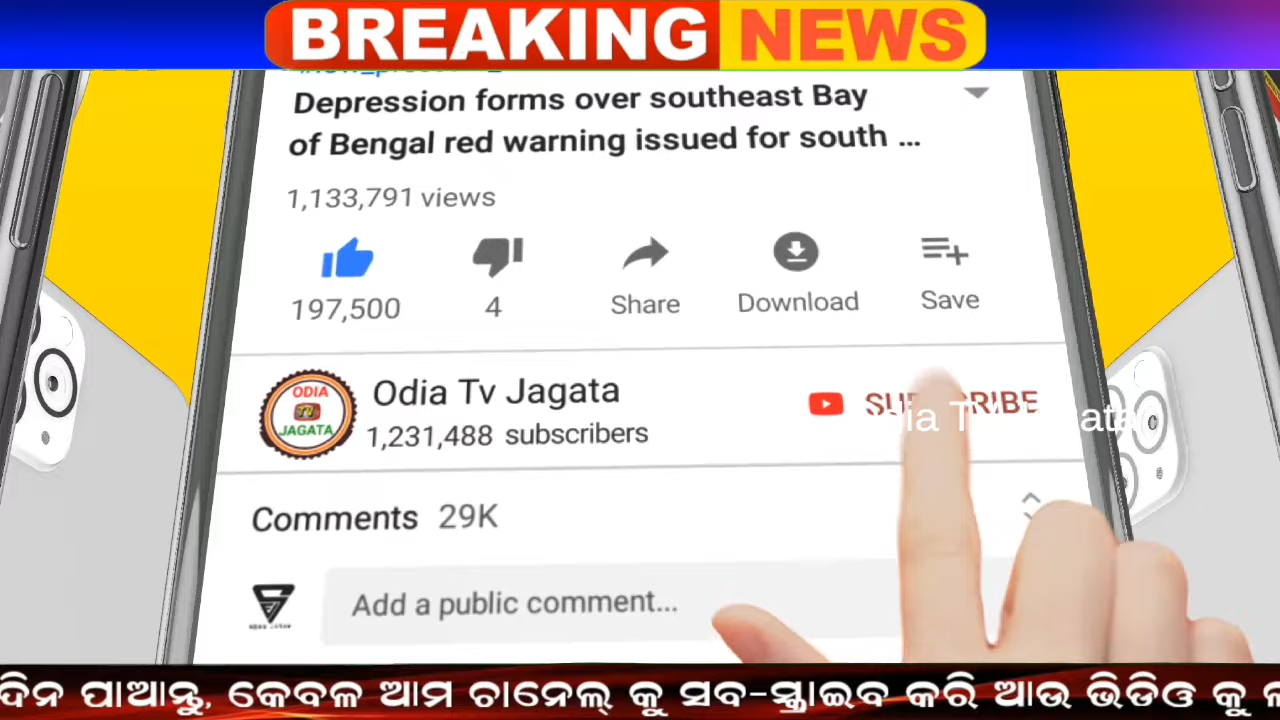 BREAKING NEWS
Depression forms over southeast Bay
of Bengal red warning issued for south ...
1,133,791 views
197,500
4
Share
Download
Save
ODIA
TV
JAGATA
Odia Tv Jagata
1,231,488 subscribers
Comments 29K
Add a public comment...
ଦିନ ପାଆନ୍ତୁ, କେବଳ ଆମ ଚାନେଲ୍ କୁ ସବ-ସ୍କ୍ରାଇବ କରି ଆଉ ଭିଡିଓ କୁ